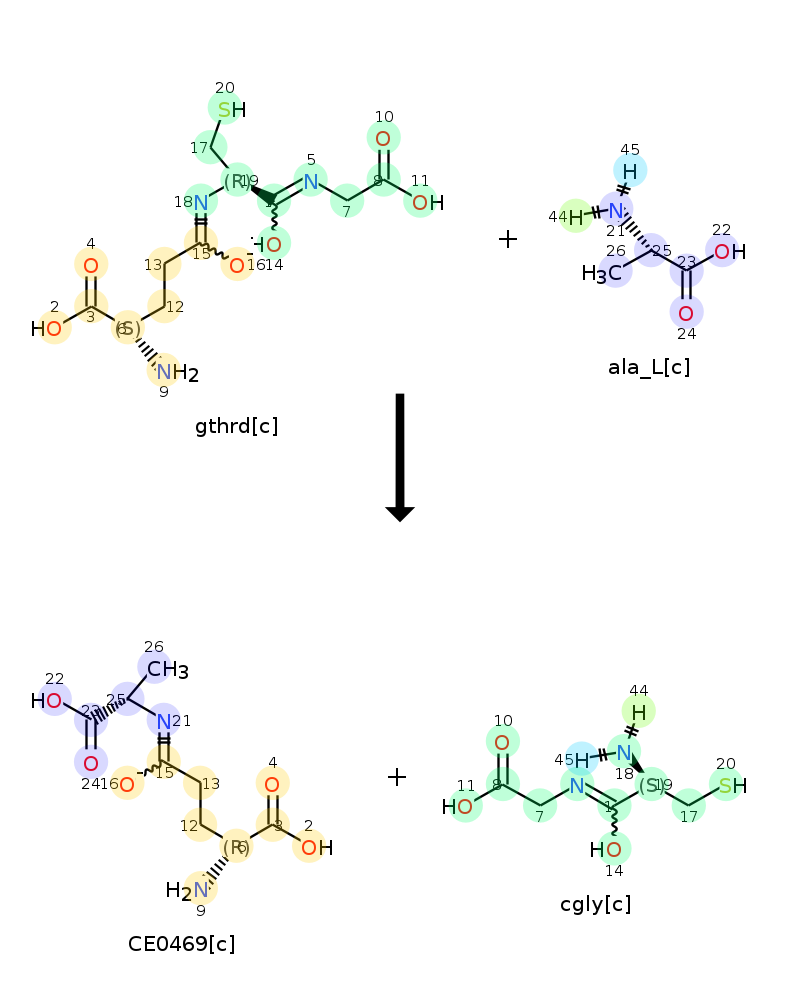 20
SH
10
O
17
5
N
45
H
(R)
19
8
11
OH
18
N
1
7
44
H
N
21
22
OH
4
O
HO
14
26
H3C
25
23
13
15
O
-
16
2
HO
3
(S)
6
12
O
24
NH2
9
ala_L[c]
gthrd[c]
+
26
CH3
22
HO
23
25
N
21
44
H
10
O
45
H
N
18
20
SH
O
24
-
O
16
15
13
4
O
+
11
HO
8
N
(S)
19
1
7
17
12
3
2
OH
(R)
6
HO
14
H2N
9
cgly[c]
CE0469[c]